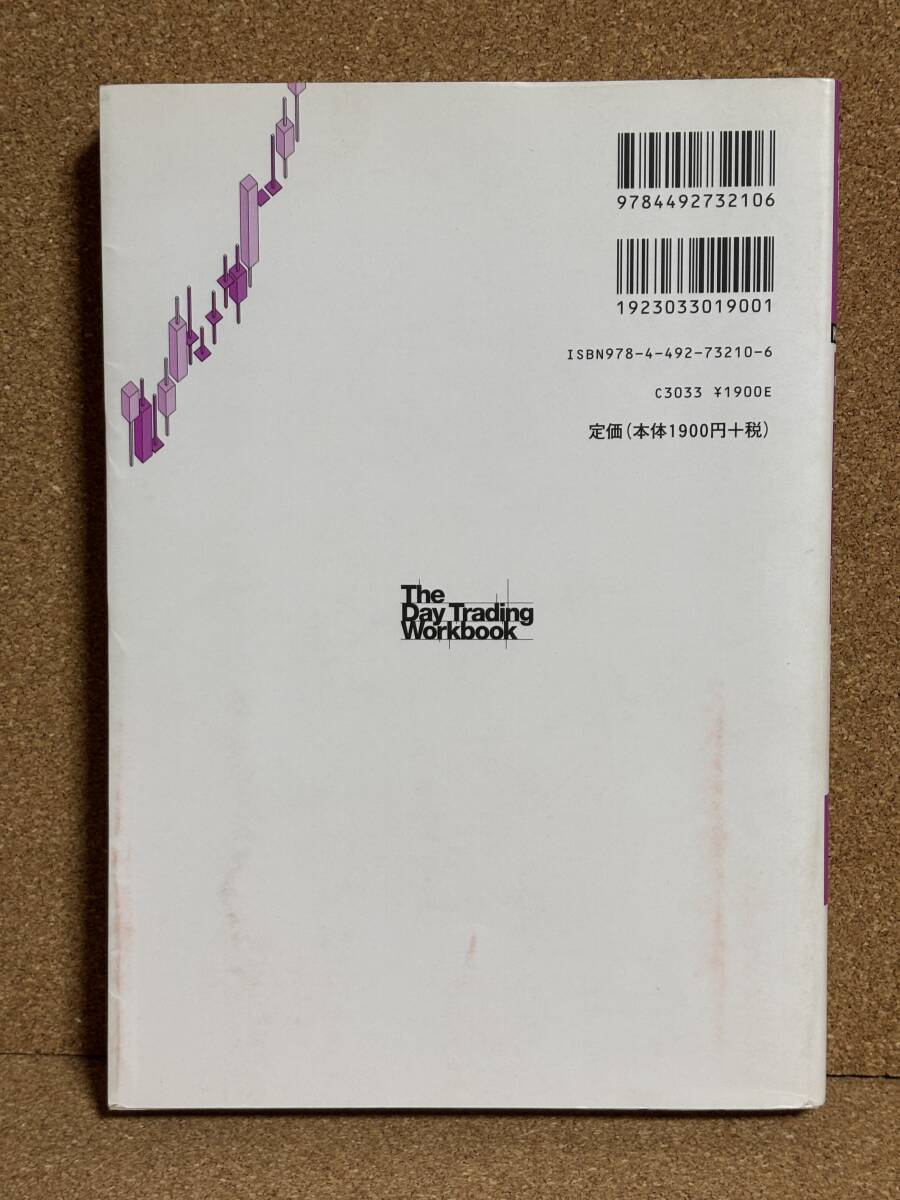 9784492732106
1923033019001
ISBN978-4-492-73210-6
C3033 ¥1900E
定価(本体1900円+税)
The
Day Trading
Workbook